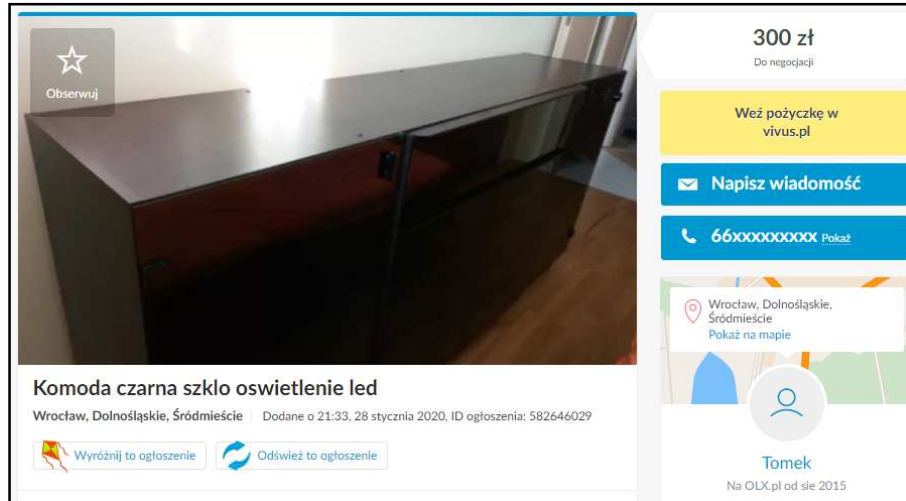 Obserwuj
300 zł
Do negocjacji
Weź pożyczkę w
vivus.pl
Napisz wiadomość
66xxxxxxxxx Pokaż
Wrocław, Dolnośląskie,
Śródmieście
Pokaż na mapie
Komoda czarna szklo oswietlenie led
Wrocław, Dolnośląskie, Śródmieście Dodane o 21:33, 28 stycznia 2020, ID ogłoszenia: 582646029
Wyróżnij to ogłoszenie Odśwież to ogłoszenie
Tomek
Na OLX.pl od sie 2015